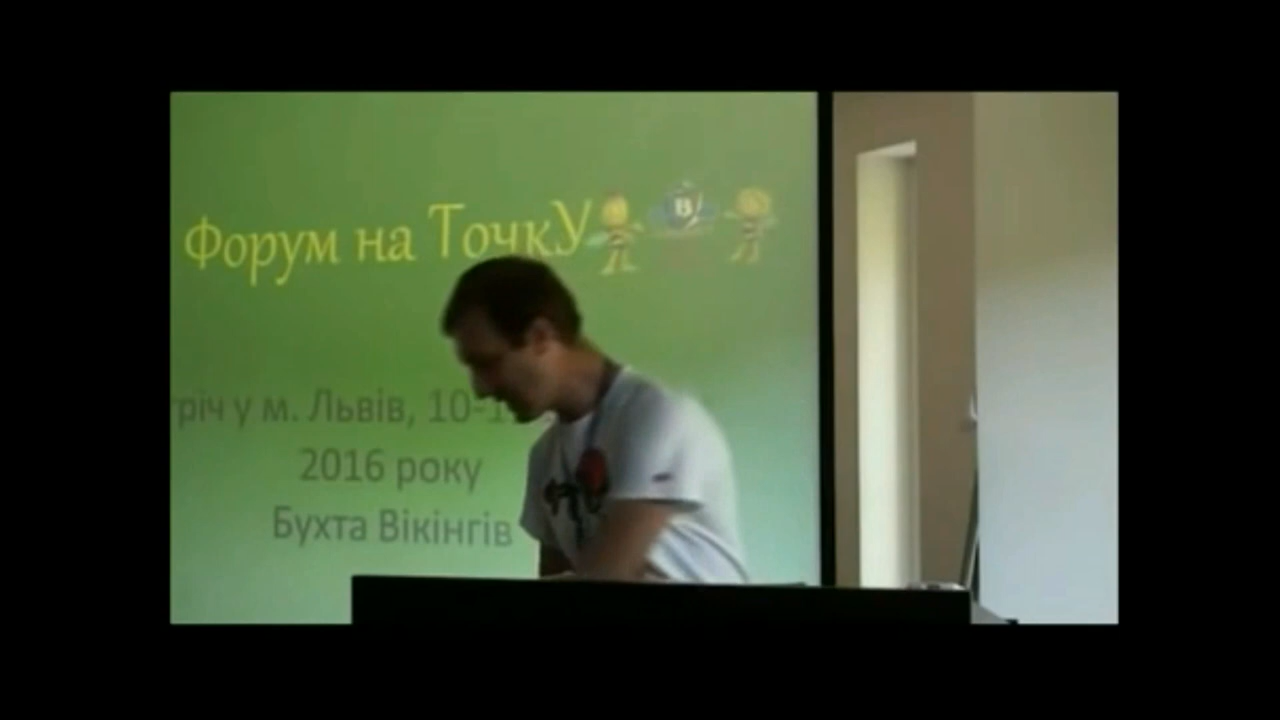 Форум на ТочкУ
В
річ у м. Львів, 10-1
2016 року
Бухта Вікінгів